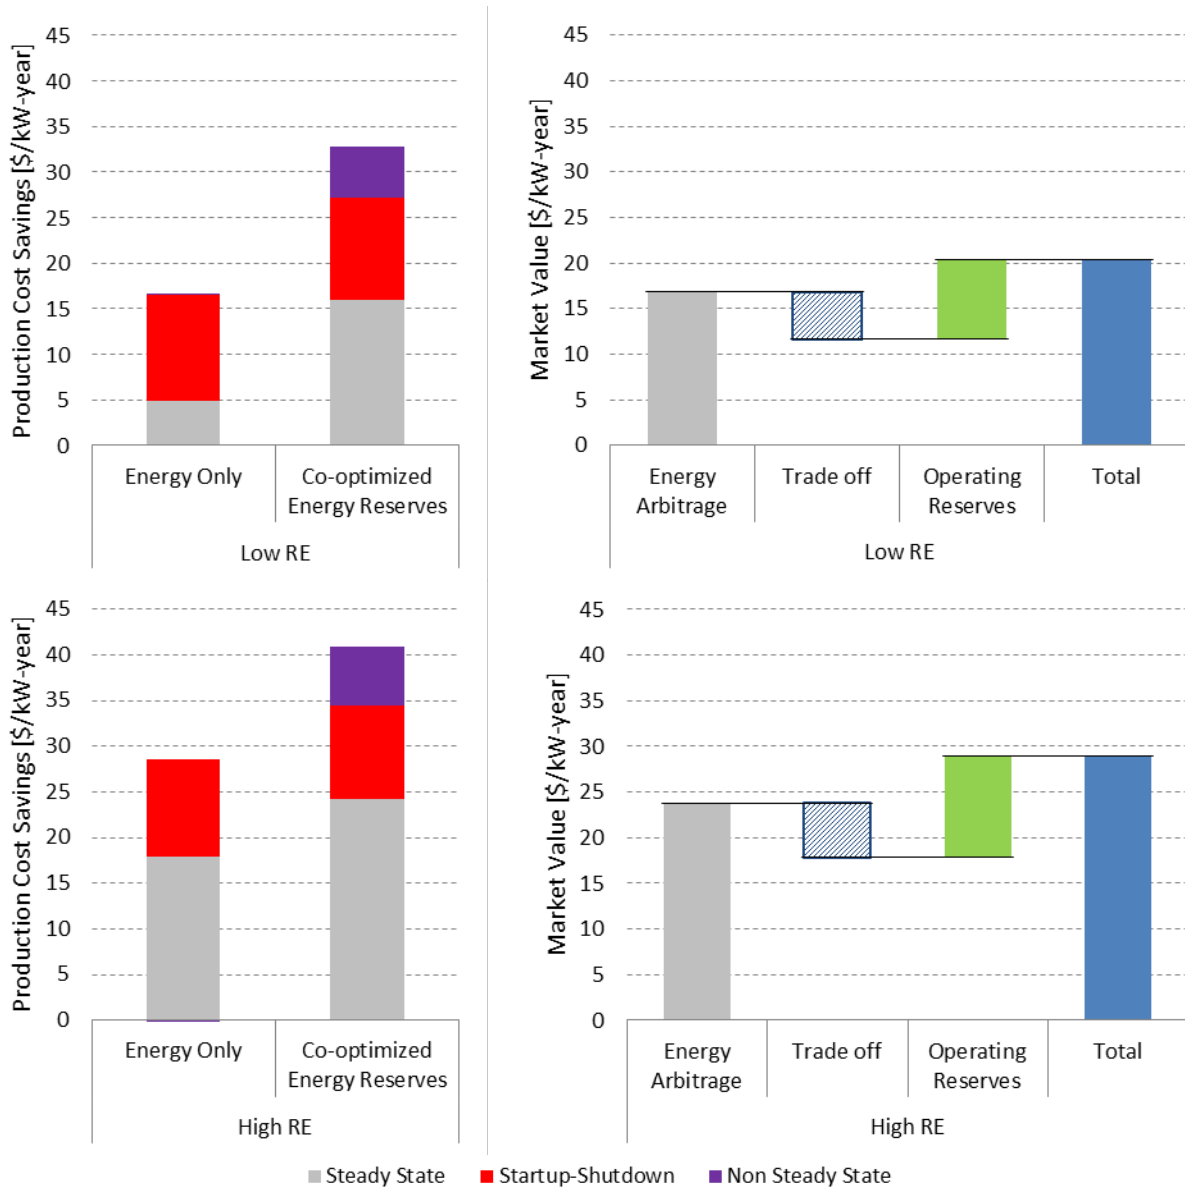 Production Cost Savings [$/kW-year]
45
40
35
30
25
20
15
10
5
0
Energy Only
Co-optimized
Energy Reserves
Low RE
Market Value [$/kW-year]
45
40
35
30
25
20
15
10
5
0
Energy
Arbitrage
Trade off
Operating
Reserves
Total
Low RE
Production Cost Savings [$/kW-year]
45
40
35
30
25
20
15
10
5
0
Energy Only
Co-optimized
Energy Reserves
High RE
Market Value [$/kW-year]
45
40
35
30
25
20
15
10
5
0
Energy
Arbitrage
Trade off
Operating
Reserves
Total
High RE
Steady State
Startup-Shutdown
Non Steady State